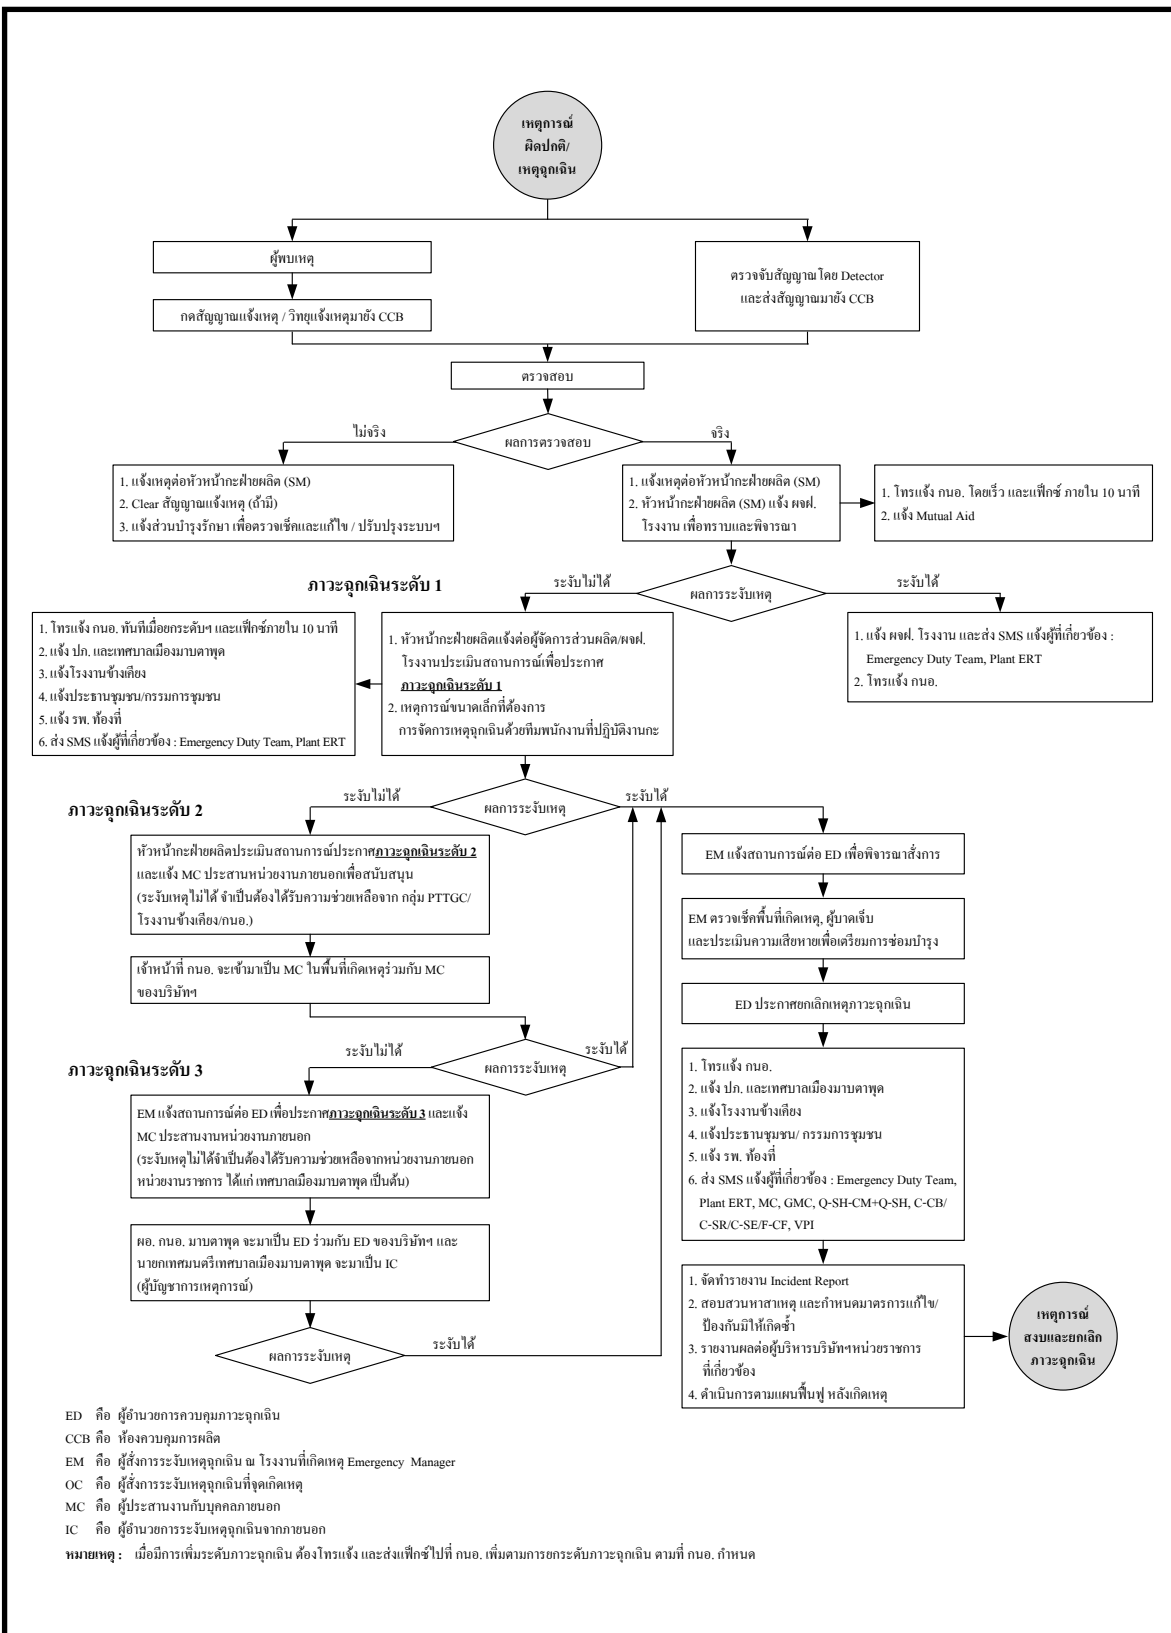 เหตุการณ์
ผิดปกติ/
เหตุฉุกเฉิน
ผู้พบเหตุ
กดสัญญาณแจ้งเหตุ / วิทยุแจ้งเหตุมายัง CCB
ตรวจจับสัญญาณโดย Detector
และส่งสัญญาณมายัง CCB
ตรวจสอบ
ผลการตรวจสอบ
ไม่จริง
จริง
1. แจ้งเหตุต่อหัวหน้ากะฝ่ายผลิต (SM)
2. Clear สัญญาณแจ้งเหตุ (ถ้ามี)
3. แจ้งส่วนบำรุงรักษา เพื่อตรวจเช็คและแก้ไข / ปรับปรุงระบบฯ
1. แจ้งเหตุต่อหัวหน้ากะฝ่ายผลิต (SM)
2. หัวหน้ากะฝ่ายผลิต (SM) แจ้ง ผจฝ.
โรงงาน เพื่อทราบและพิจารณา
1. โทรแจ้ง กนอ. โดยเร็ว และแฟ็กซ์ ภายใน 10 นาที
2. แจ้ง Mutual Aid
ภาวะฉุกเฉินระดับ 1
ระงับไม่ได้
ผลการระงับเหตุ
ระงับได้
1. โทรแจ้ง กนอ. ทันทีเมื่อยกระดับฯ และแฟ็กซ์ภายใน 10 นาที
2. แจ้ง ปภ. และเทศบาลเมืองมาบตาพุด
3. แจ้งโรงงานข้างเคียง
4. แจ้งประธานชุมชน/กรรมการชุมชน
5. แจ้ง รพ. ท้องที่
6. ส่ง SMS แจ้งผู้ที่เกี่ยวข้อง : Emergency Duty Team, Plant ERT
1. หัวหน้ากะฝ่ายผลิตแจ้งต่อผู้จัดการส่วนผลิต/ผจฝ.
โรงงานประเมินสถานการณ์เพื่อประกาศ
ภาวะฉุกเฉินระดับ 1
2. เหตุการณ์ขนาดเล็กที่ต้องการ
การจัดการเหตุฉุกเฉินด้วยทีมพนักงานที่ปฏิบัติงานกะ
1. แจ้ง ผจฝ. โรงงาน และส่ง SMS แจ้งผู้ที่เกี่ยวข้อง :
Emergency Duty Team, Plant ERT
2. โทรแจ้ง กนอ.
ภาวะฉุกเฉินระดับ 2
ระงับไม่ได้
ผลการระงับเหตุ
ระงับได้
หัวหน้ากะฝ่ายผลิตประเมินสถานการณ์ประกาศภาวะฉุกเฉินระดับ 2
และแจ้ง MC ประสานหน่วยงานภายนอกเพื่อสนับสนุน
(ระงับเหตุไม่ได้ จำเป็นต้องได้รับความช่วยเหลือจาก กลุ่ม PTTGC/
โรงงานข้างเคียง/กนอ.)
เจ้าหน้าที่ กนอ. จะเข้ามาเป็น MC ในพื้นที่เกิดเหตุร่วมกับ MC
ของบริษัทฯ
EM แจ้งสถานการณ์ต่อ ED เพื่อพิจารณาสั่งการ
EM ตรวจเช็คพื้นที่เกิดเหตุ, ผู้บาดเจ็บ
และประเมินความเสียหายเพื่อเตรียมการซ่อมบำรุง
ED ประกาศยกเลิกเหตุภาวะฉุกเฉิน
ภาวะฉุกเฉินระดับ 3
ระงับไม่ได้
ผลการระงับเหตุ
ระงับได้
EM แจ้งสถานการณ์ต่อ ED เพื่อประกาศภาวะฉุกเฉินระดับ 3 และแจ้ง
MC ประสานงานหน่วยงานภายนอก
(ระงับเหตุไม่ได้จำเป็นต้องได้รับความช่วยเหลือจากหน่วยงานภายนอก
หน่วยงานราชการ ได้แก่ เทศบาลเมืองมาบตาพุด เป็นต้น)
ผอ. กนอ. มาบตาพุด จะมาเป็น ED ร่วมกับ ED ของบริษัทฯ และ
นายกเทศมนตรีเทศบาลเมืองมาบตาพุด จะมาเป็น IC
(ผู้บัญชาการเหตุการณ์)
ผลการระงับเหตุ
ระงับได้
1. โทรแจ้ง กนอ.
2. แจ้ง ปภ. และเทศบาลเมืองมาบตาพุด
3. แจ้งโรงงานข้างเคียง
4. แจ้งประธานชุมชน/ กรรมการชุมชน
5. แจ้ง รพ. ท้องที่
6. ส่ง SMS แจ้งผู้ที่เกี่ยวข้อง : Emergency Duty Team,
Plant ERT, MC, GMC, Q-SH-CM+Q-SH, C-CB/
C-SR/C-SE/F-CF, VPI
1. จัดทำรายงาน Incident Report
2. สอบสวนหาสาเหตุ และกำหนดมาตรการแก้ไข/
ป้องกันมิให้เกิดซ้ำ
3. รายงานผลต่อผู้บริหารบริษัทฯหน่วยราชการ
ที่เกี่ยวข้อง
4. ดำเนินการตามแผนฟื้นฟู หลังเกิดเหตุ
เหตุการณ์
สงบและยกเลิก
ภาวะฉุกเฉิน
ED คือ ผู้อำนวยการควบคุมภาวะฉุกเฉิน
CCB คือ ห้องควบคุมการผลิต
EM คือ ผู้สั่งการระงับเหตุฉุกเฉิน ณ โรงงานที่เกิดเหตุ Emergency Manager
OC คือ ผู้สั่งการระงับเหตุฉุกเฉินที่จุดเกิดเหตุ
MC คือ ผู้ประสานงานกับบุคคลภายนอก
IC คือ ผู้อำนวยการระงับเหตุฉุกเฉินจากภายนอก
หมายเหตุ : เมื่อมีการเพิ่มระดับภาวะฉุกเฉิน ต้องโทรแจ้ง และส่งแฟ็กซ์ไปที่ กนอ. เพิ่มตามการยกระดับภาวะฉุกเฉิน ตามที่ กนอ. กำหนด